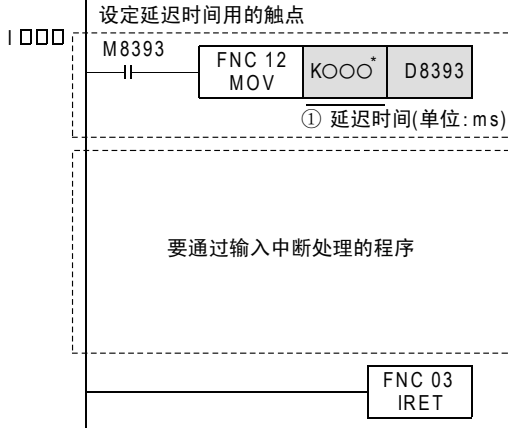 设定延迟时间用的触点
I□□□
M8393
FNC 12
MOV
K○○○*
D8393
① 延迟时间(单位:ms)
要通过输入中断处理的程序
FNC 03
IRET